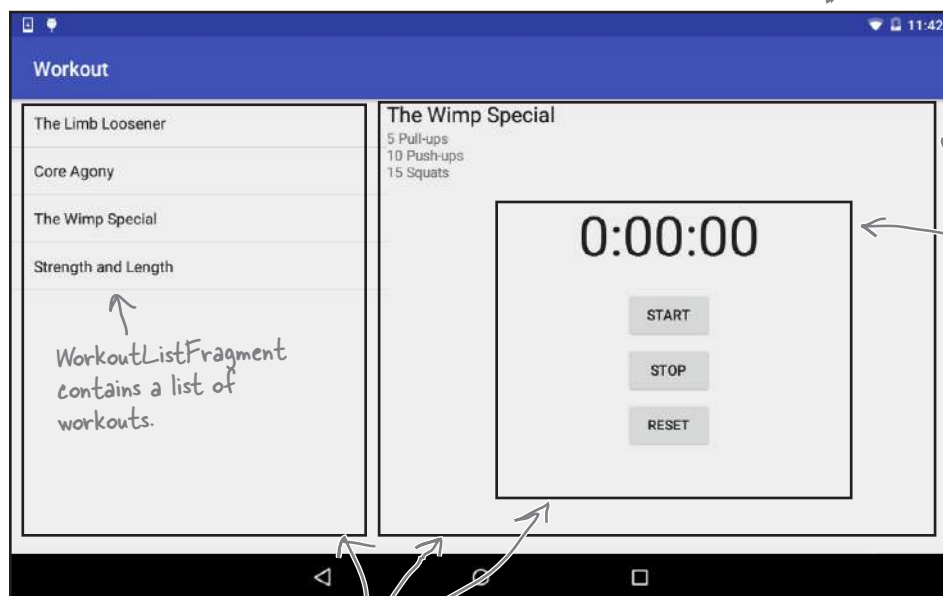 11:42
Workout
The Limb Loosener
Core Agony
The Wimp Special
Strength and Length
WorkoutListFragment
contains a list of
workouts.
The Wimp Special
5 Pull-ups
10 Push-ups
15 Squats
0:00:00
START
STOP
RESET